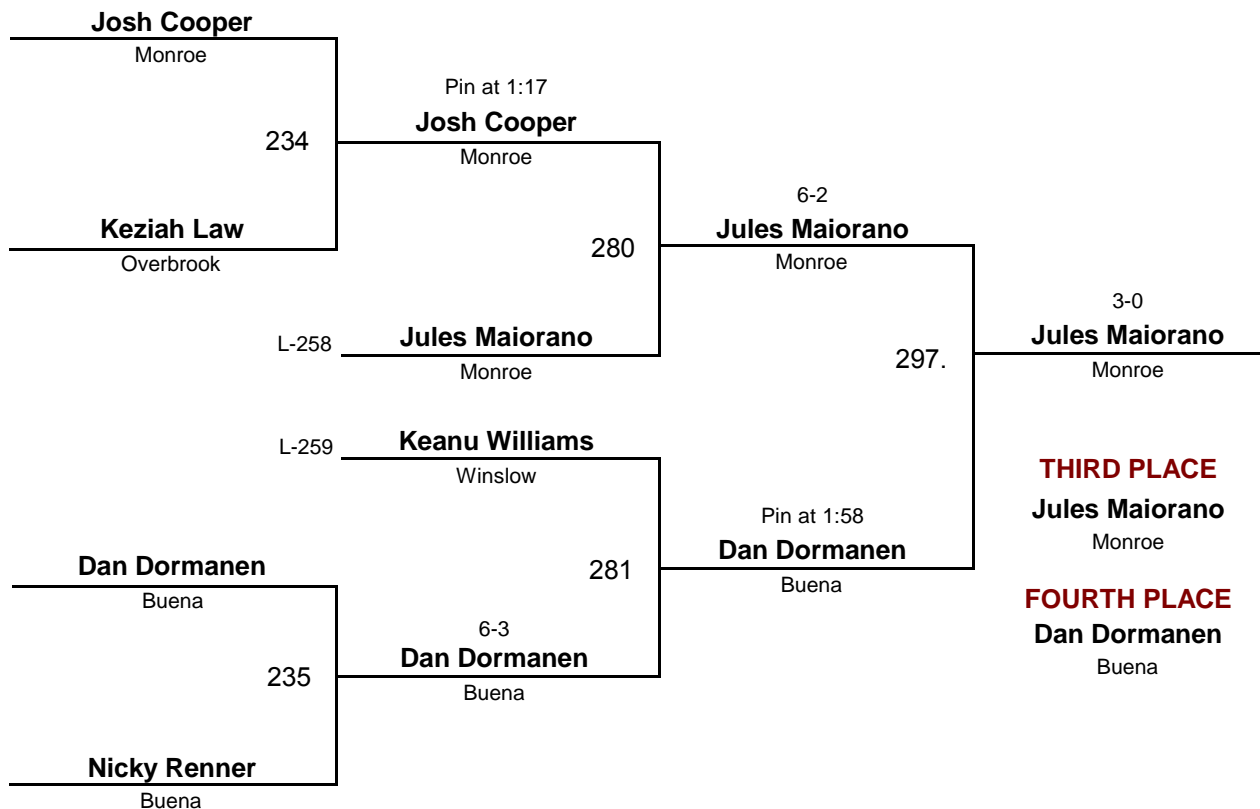 Josh Cooper
Monroe
234
Keziah Law
Overbrook
Pin at 1:17
Josh Cooper
Monroe
280
L-258
Jules Maiorano
Monroe
6-2
Jules Maiorano
Monroe
297.
3-0
Jules Maiorano
Monroe
L-259
Keanu Williams
Winslow
281
Pin at 1:58
Dan Dormanen
Buena
Dan Dormanen
Buena
235
6-3
Dan Dormanen
Buena
Nicky Renner
Buena
THIRD PLACE
Jules Maiorano
Monroe
FOURTH PLACE
Dan Dormanen
Buena